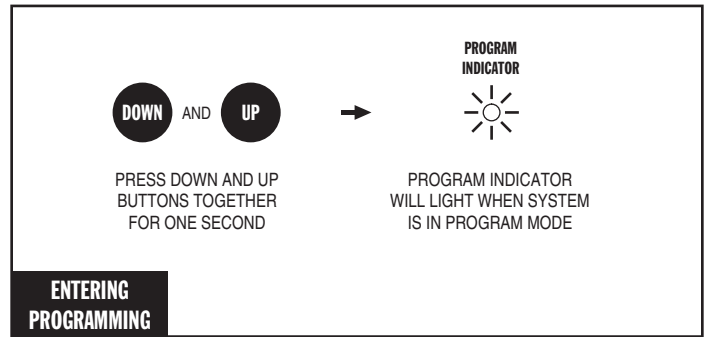 PROGRAM
INDICATOR
DOWN AND UP
PRESS DOWN AND UP
BUTTONS TOGETHER
FOR ONE SECOND
PROGRAM INDICATOR
WILL LIGHT WHEN SYSTEM
IS IN PROGRAM MODE
ENTERING
PROGRAMMING